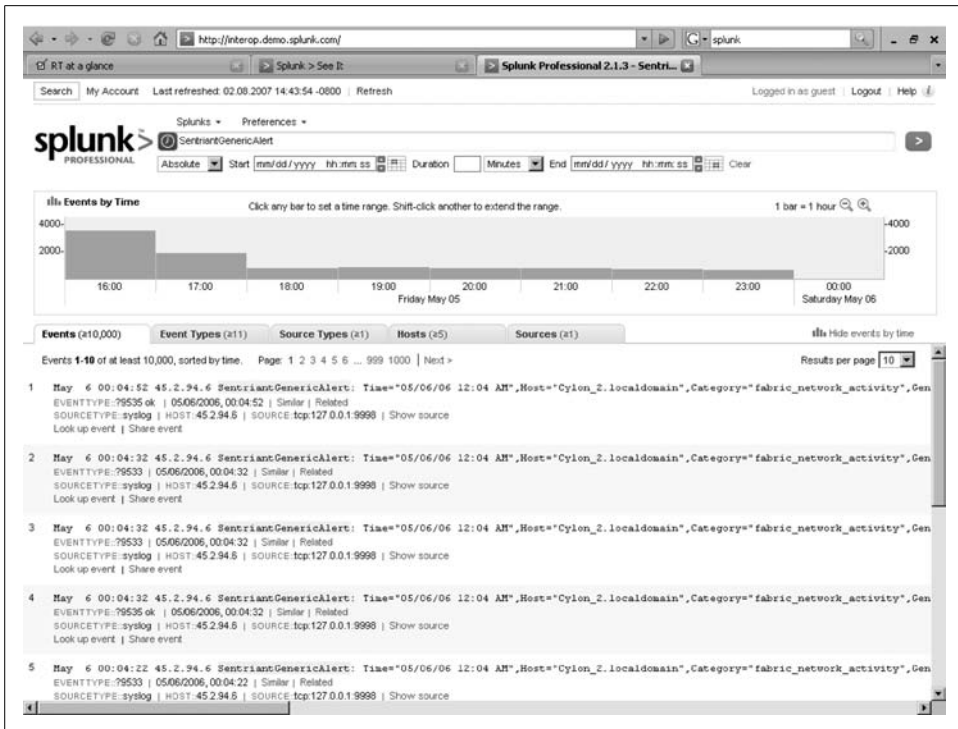 http://interop.demo.splunk.com/ G splunk
RT at a glance Splunk > See It Splunk Professional 2.1.3 - Sentri...
Search | My Account Last refreshed: 02.08.2007 14:43:54 -0800 | Refresh Logged in as guest | Logout | Help
Splunks Preferences
splunk>
PROFESSIONAL
SentriantGenericAlert >
Absolute Start mm/dd/yyyy hh:mm:ss Duration Minutes End mm/dd/yyyy hh:mm:ss Clear
Events by Time Click any bar to set a time range. Shift-click another to extend the range. 1 bar = 1 hour
4000- -4000
2000- -2000
16:00 17:00 18:00 19:00 20:00 21:00 22:00 23:00 00:00
Friday May 05 Saturday May 06
Events (≥10,000) Event Types (≥11) Source Types (≥1) Hosts (≥5) Sources (≥1) Hide events by time
Events 1-10 of at least 10,000, sorted by time. Page: 1 2 3 4 5 6 ... 999 1000 | Next > Results per page 10
1 May 6 00:04:52 45.2.94.6 SentriantGenericAlert: Time="05/06/06 12:04 AM",Host="Cylon_2.localdomain",Category="fabric_network_activity",Gen
EVENTTYPE::?9535 ok | 05/06/2006, 00:04:52 | Similar | Related
SOURCETYPE::syslog | HOST::45.2.94.6 | SOURCE::tcp:127.0.0.1:9998 | Show source
Look up event | Share event
2 May 6 00:04:32 45.2.94.6 SentriantGenericAlert: Time="05/06/06 12:04 AM",Host="Cylon_2.localdomain",Category="fabric_network_activity",Gen
EVENTTYPE::?9533 | 05/06/2006, 00:04:32 | Similar | Related
SOURCETYPE::syslog | HOST::45.2.94.6 | SOURCE::tcp:127.0.0.1:9998 | Show source
Look up event | Share event
3 May 6 00:04:32 45.2.94.6 SentriantGenericAlert: Time="05/06/06 12:04 AM",Host="Cylon_2.localdomain",Category="fabric_network_activity",Gen
EVENTTYPE::?9533 | 05/06/2006, 00:04:32 | Similar | Related
SOURCETYPE::syslog | HOST::45.2.94.6 | SOURCE::tcp:127.0.0.1:9998 | Show source
Look up event | Share event
4 May 6 00:04:32 45.2.94.6 SentriantGenericAlert: Time="05/06/06 12:04 AM",Host="Cylon_2.localdomain",Category="fabric_network_activity",Gen
EVENTTYPE::?9535 ok | 05/06/2006, 00:04:32 | Similar | Related
SOURCETYPE::syslog | HOST::45.2.94.6 | SOURCE::tcp:127.0.0.1:9998 | Show source
Look up event | Share event
5 May 6 00:04:22 45.2.94.6 SentriantGenericAlert: Time="05/06/06 12:04 AM",Host="Cylon_2.localdomain",Category="fabric_network_activity",Gen
EVENTTYPE::?9533 | 05/06/2006, 00:04:22 | Similar | Related
SOURCETYPE::syslog | HOST::45.2.94.6 | SOURCE::tcp:127.0.0.1:9998 | Show source